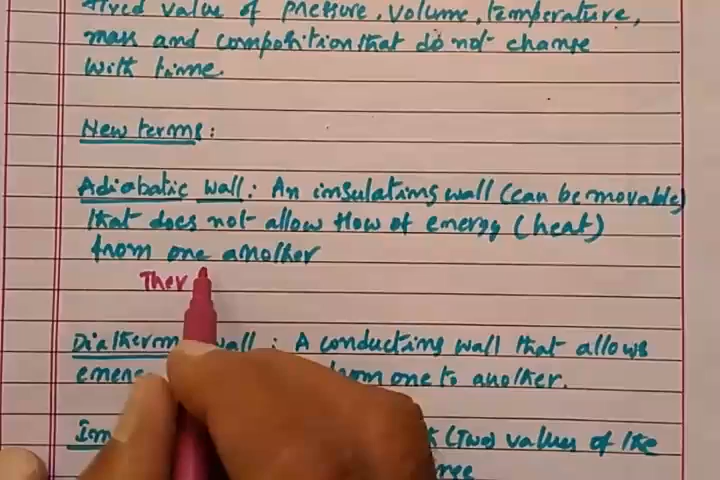 fixed value of pressure, volume, temperature,
mass and composition that do not change
with time.
New terms:
Adiabatic wall: An insulating wall (can be movable)
that does not allow flow of energy (heat)
from one another
Ther
wall: A conducting wall that allows
from one to another.
(Two) values of the